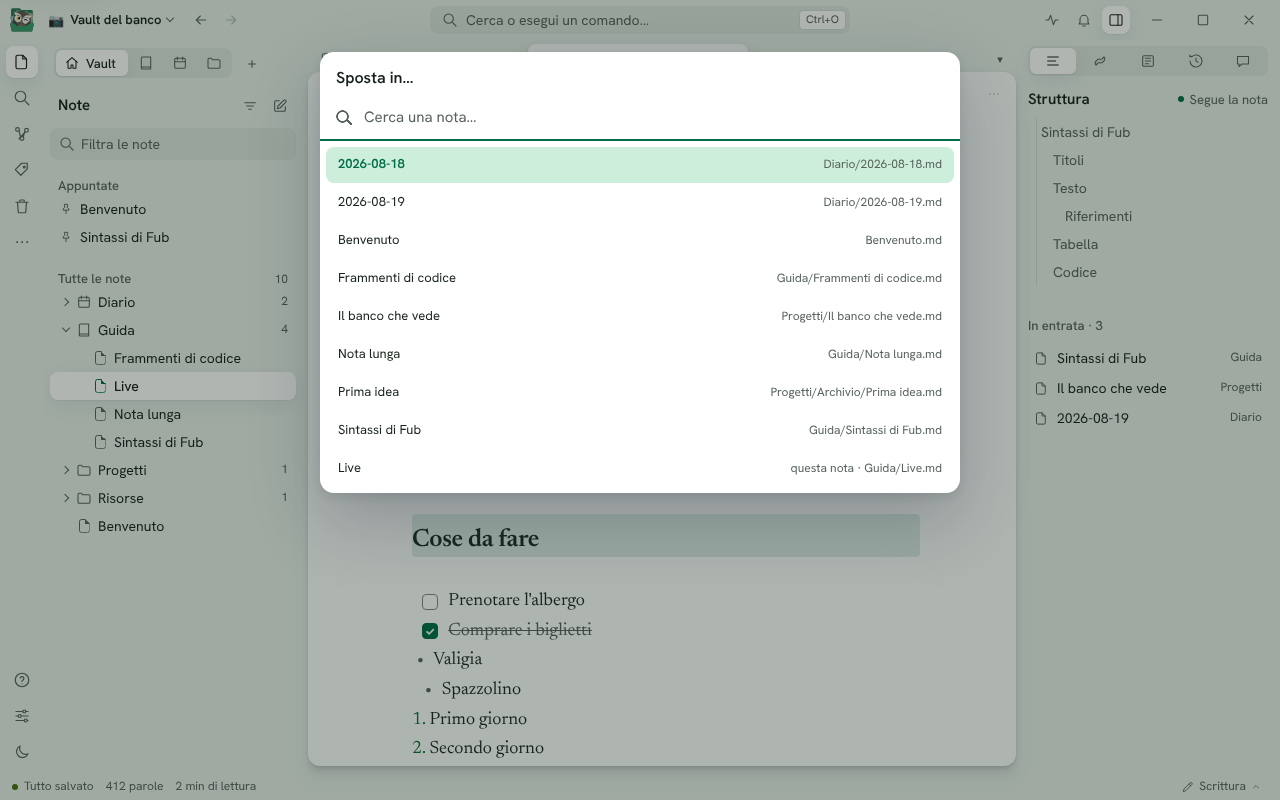 Vault del banco
Cerca o esegui un comando...
Ctrl+O
Vault
Note
Filtra le note
Appuntate
Benvenuto
Sintassi di Fub
Tutte le note 10
Diario 2
Guida 4
Frammenti di codice
Live
Nota lunga
Sintassi di Fub
Progetti 1
Risorse 1
Benvenuto
Sposta in...
Cerca una nota...
2026-08-18 Diario/2026-08-18.md
2026-08-19 Diario/2026-08-19.md
Benvenuto Benvenuto.md
Frammenti di codice Guida/Frammenti di codice.md
Il banco che vede Progetti/Il banco che vede.md
Nota lunga Guida/Nota lunga.md
Prima idea Progetti/Archivio/Prima idea.md
Sintassi di Fub Guida/Sintassi di Fub.md
Live questa nota · Guida/Live.md
Cose da fare
Prenotare l'albergo
Comprare i biglietti
• Valigia
• Spazzolino
1. Primo giorno
2. Secondo giorno
Struttura
Segue la nota
Sintassi di Fub
Titoli
Testo
Riferimenti
Tabella
Codice
In entrata · 3
Sintassi di Fub Guida
Il banco che vede Progetti
2026-08-19 Diario
Tutto salvato 412 parole 2 min di lettura
Scrittura